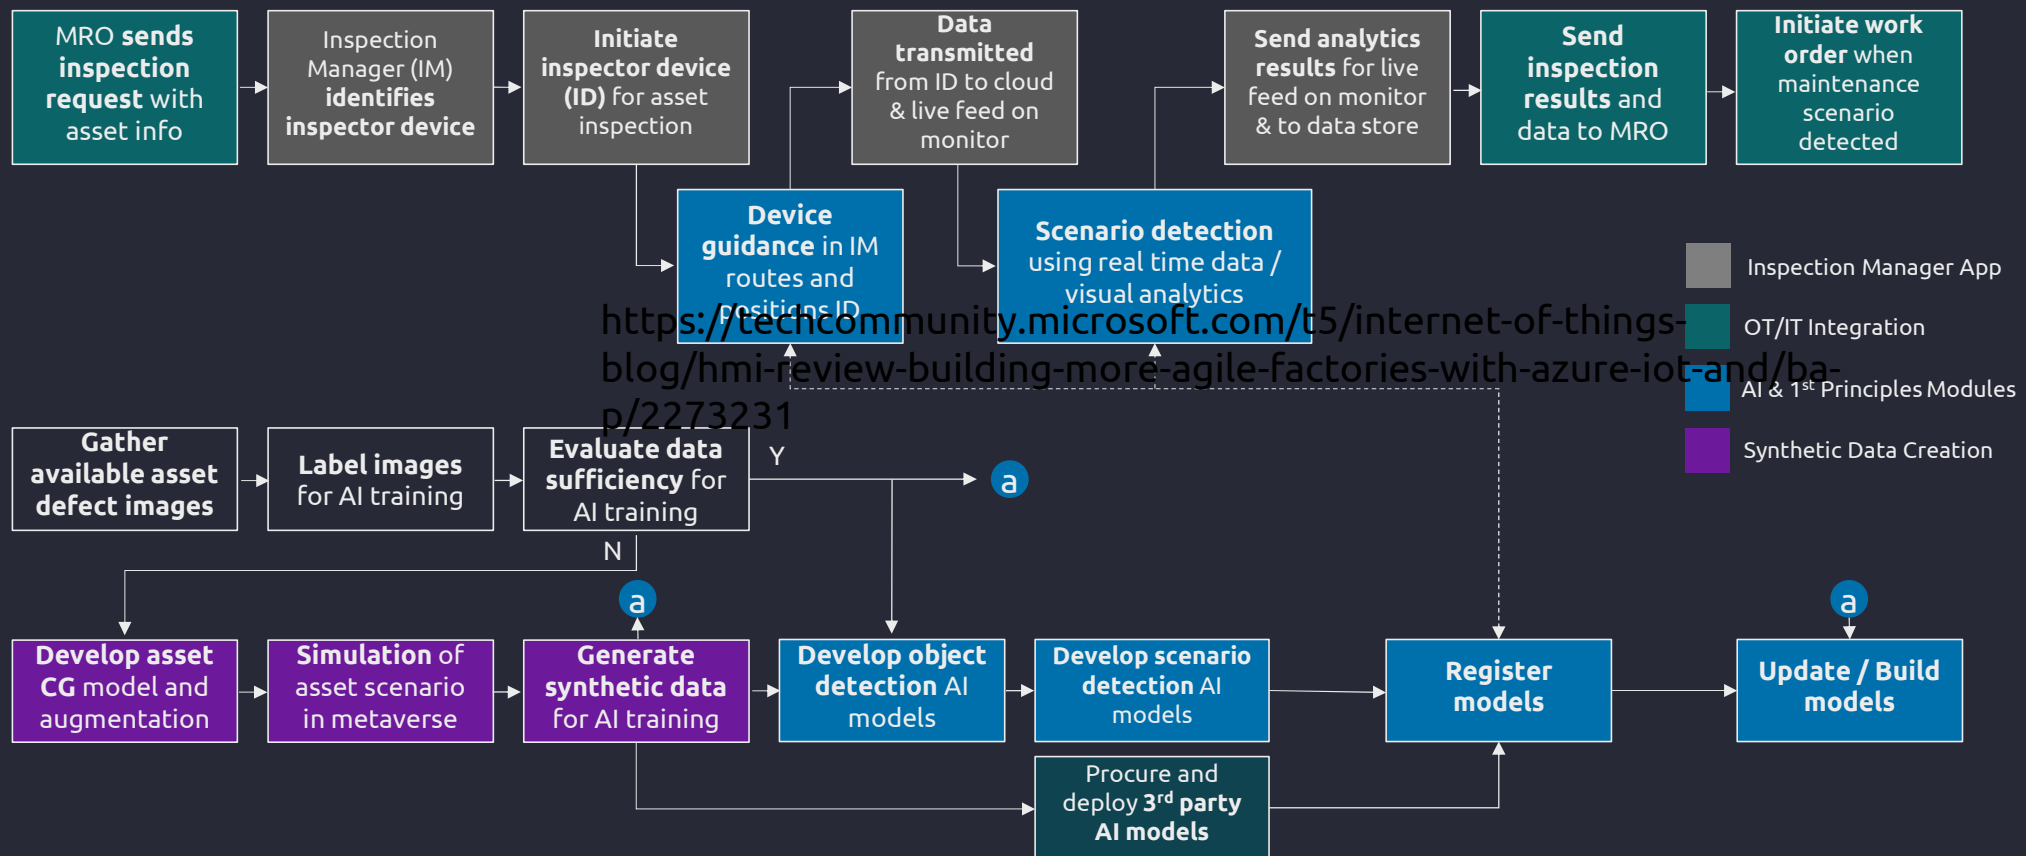 MRO sends
inspection
request with
asset info
Inspection
Manager (IM)
identifies
inspector device
Initiate
inspector device
(ID) for asset
inspection
Data
transmitted
from ID to cloud
& live feed on
monitor
Send analytics
results for live
feed on monitor
& to data store
Send
inspection
results and
data to MRO
Initiate work
order when
maintenance
scenario
detected
Device
guidance in IM
routes and
positions ID
Scenario detection
using real time data /
visual analytics
https://techcommunity.microsoft.com/t5/internet-of-things-
blog/hmi-review-building-more-agile-factories-with-azure-iot-and/ba-
p/2273231
Inspection Manager App
OT/IT Integration
AI & 1st Principles Modules
Synthetic Data Creation
Gather
available asset
defect images
Label images
for AI training
Evaluate data
sufficiency for
AI training
Y
a
N
a
a
Develop asset
CG model and
augmentation
Simulation of
asset scenario
in metaverse
Generate
synthetic data
for AI training
Develop object
detection AI
models
Develop scenario
detection AI
models
Register
models
Update / Build
models
Procure and
deploy 3rd party
AI models